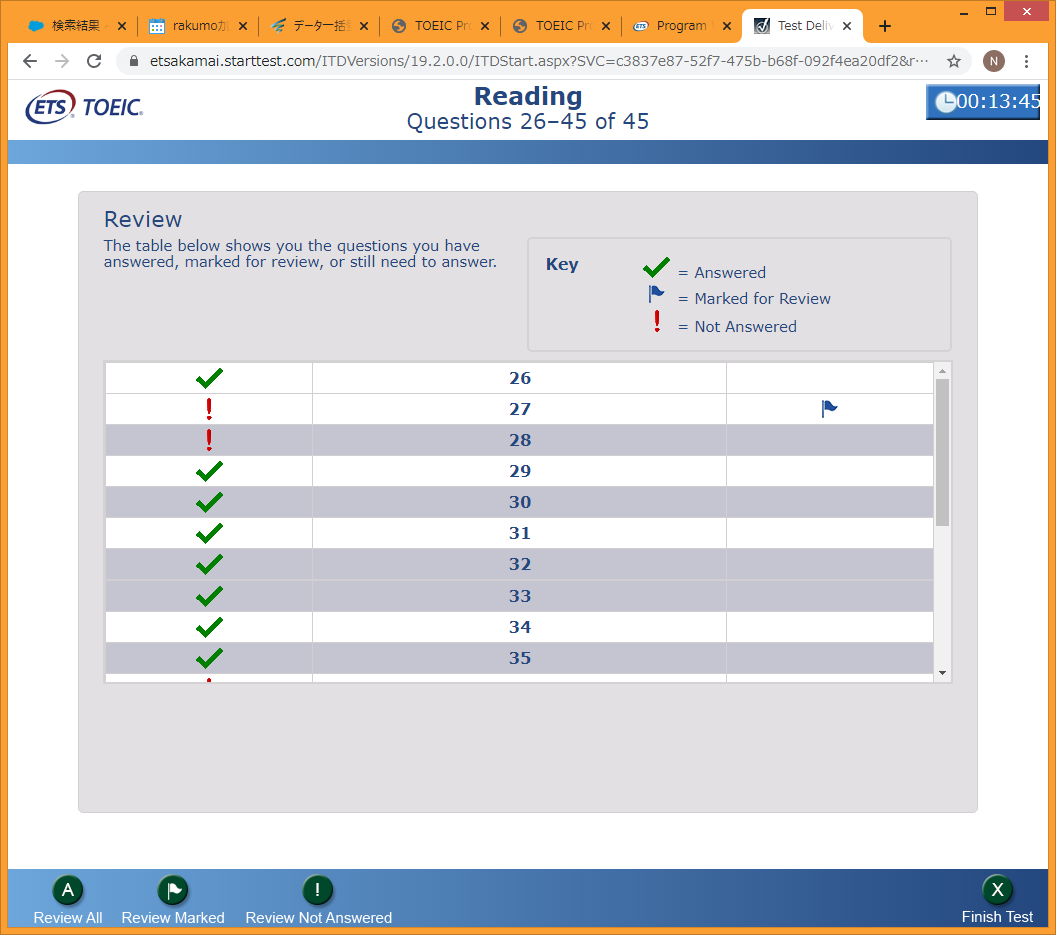 検索結果
rakumo
データ一括
TOEIC Pr
TOEIC Pr
Program
Test Deliv
etsakamai.starttest.com/ITDVersions/19.2.0.0/ITDStart.aspx?SVC=c3837e87-52f7-475b-b68f-092f4ea20df2&r···
N
ETS TOEIC
Reading
Questions 26–45 of 45
00:13:45
Review
The table below shows you the questions you have
answered, marked for review, or still need to answer.
Key
= Answered
= Marked for Review
= Not Answered
26
27
28
29
30
31
32
33
34
35
A
X
Review All
Review Marked
Review Not Answered
Finish Test